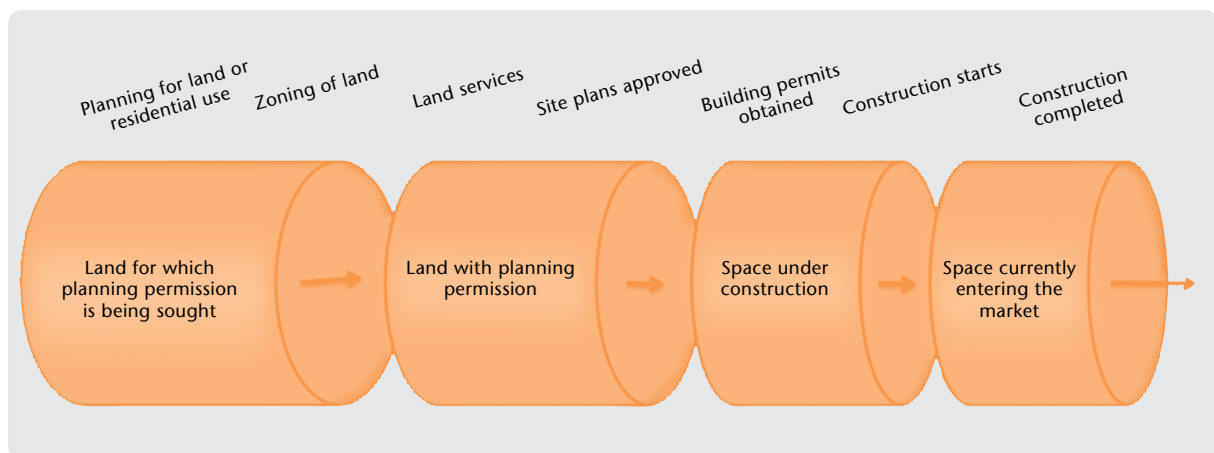 Planning for land or
residential use
Zoning of land
Land services
Site plans approved
Building permits
obtained
Construction starts
Construction
completed
Land for which
planning permission
is being sought
Land with planning
permission
Space under
construction
Space currently
entering the
market